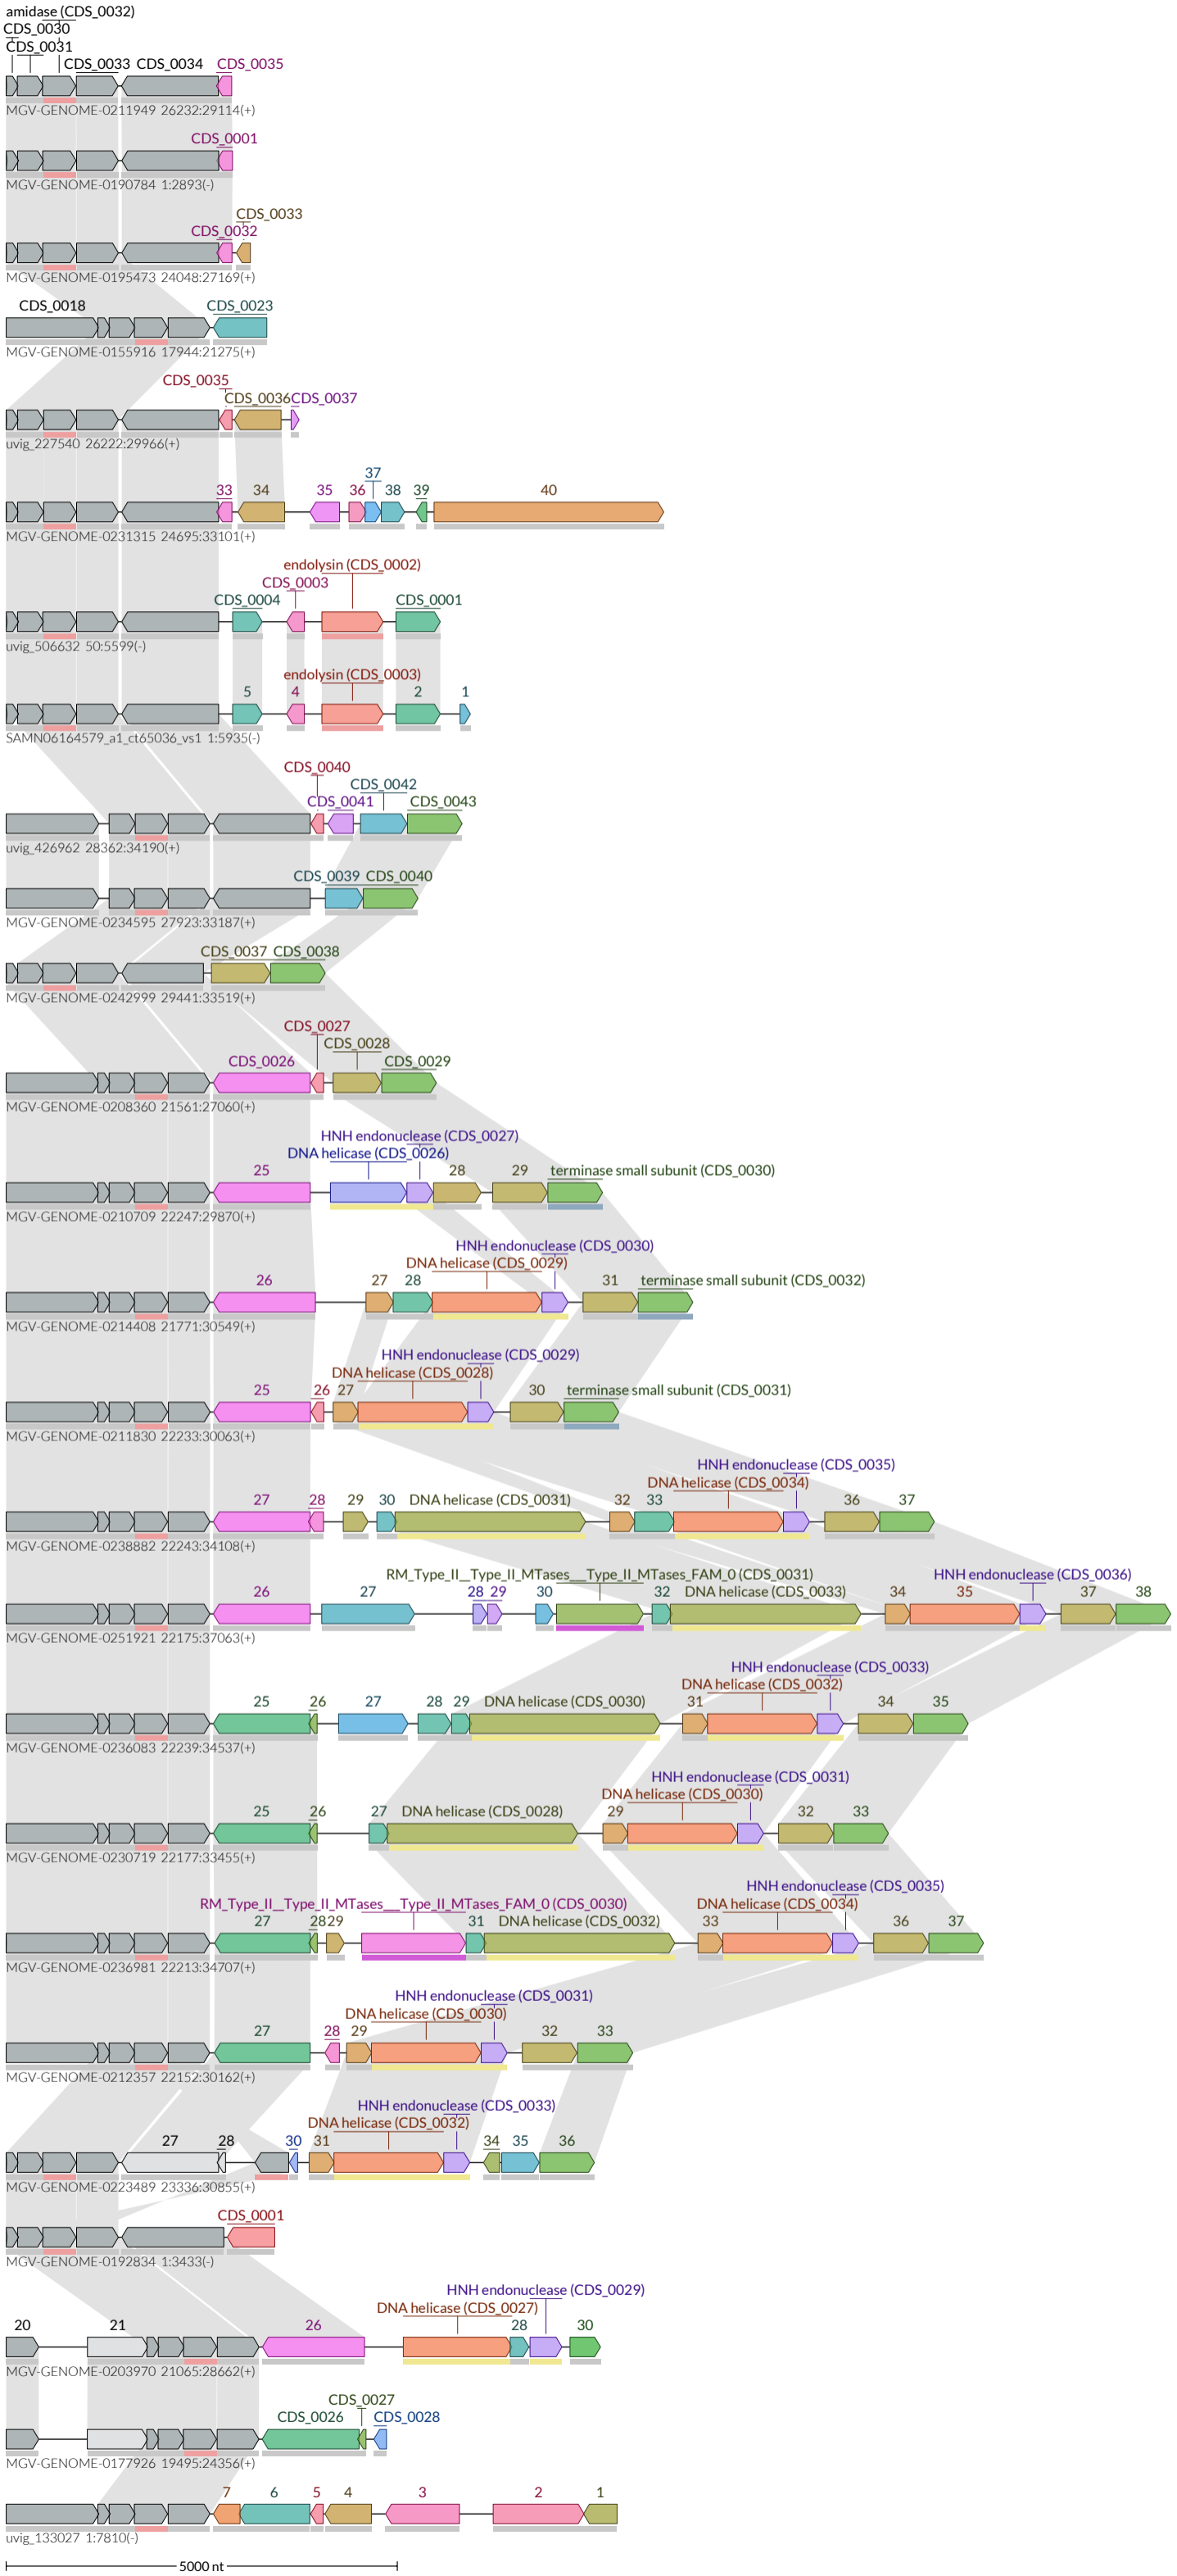 amidase (CDS_0032)
CDS_0030
CDS_0031
CDS_0033 CDS_0034 CDS_0035
MGV-GENOME-0211949 26232:29114(+)
CDS_0001
MGV-GENOME-0190784 1:2893(-)
CDS_0033
CDS_0032
MGV-GENOME-0195473 24048:27169(+)
CDS_0018 CDS_0023
MGV-GENOME-0155916 17944:21275(+)
CDS_0035
CDS_0036 CDS_0037
uvig_227540 26222:29966(+)
37
33 34 35 36 38 39 40
MGV-GENOME-0231315 24695:33101(+)
endolysin (CDS_0002)
CDS_0003
CDS_0004 CDS_0001
uvig_506632 50:5599(-)
endolysin (CDS_0003)
5 4 2 1
SAMN06164579_a1_ct65036_vs1 1:5935(-)
CDS_0040
CDS_0042
CDS_0041 CDS_0043
uvig_426962 28362:34190(+)
CDS_0039 CDS_0040
MGV-GENOME-0234595 27923:33187(+)
CDS_0037 CDS_0038
MGV-GENOME-0242999 29441:33519(+)
CDS_0027
CDS_0028
CDS_0026 CDS_0029
MGV-GENOME-0208360 21561:27060(+)
HNH endonuclease (CDS_0027)
DNA helicase (CDS_0026)
25 28 29 terminase small subunit (CDS_0030)
MGV-GENOME-0210709 22247:29870(+)
HNH endonuclease (CDS_0030)
DNA helicase (CDS_0029)
26 27 28 31 terminase small subunit (CDS_0032)
MGV-GENOME-0214408 21771:30549(+)
HNH endonuclease (CDS_0029)
DNA helicase (CDS_0028)
25 26 27 30 terminase small subunit (CDS_0031)
MGV-GENOME-0211830 22233:30063(+)
HNH endonuclease (CDS_0035)
DNA helicase (CDS_0034)
27 28 29 30 DNA helicase (CDS_0031) 32 33 36 37
MGV-GENOME-0238882 22243:34108(+)
RM_Type_II__Type_II_MTases___Type_II_MTases_FAM_0 (CDS_0031) HNH endonuclease (CDS_0036)
26 27 28 29 30 32 DNA helicase (CDS_0033) 34 35 37 38
MGV-GENOME-0251921 22175:37063(+)
HNH endonuclease (CDS_0033)
DNA helicase (CDS_0032)
25 26 27 28 29 DNA helicase (CDS_0030) 31 34 35
MGV-GENOME-0236083 22239:34537(+)
HNH endonuclease (CDS_0031)
DNA helicase (CDS_0030)
25 26 27 DNA helicase (CDS_0028) 29 32 33
MGV-GENOME-0230719 22177:33455(+)
HNH endonuclease (CDS_0035)
RM_Type_II__Type_II_MTases___Type_II_MTases_FAM_0 (CDS_0030) DNA helicase (CDS_0034)
27 28 29 31 DNA helicase (CDS_0032) 33 36 37
MGV-GENOME-0236981 22213:34707(+)
HNH endonuclease (CDS_0031)
DNA helicase (CDS_0030)
27 28 29 32 33
MGV-GENOME-0212357 22152:30162(+)
HNH endonuclease (CDS_0033)
DNA helicase (CDS_0032)
27 28 30 31 34 35 36
MGV-GENOME-0223489 23336:30855(+)
CDS_0001
MGV-GENOME-0192834 1:3433(-)
HNH endonuclease (CDS_0029)
DNA helicase (CDS_0027)
20 21 26 28 30
MGV-GENOME-0203970 21065:28662(+)
CDS_0027
CDS_0026 CDS_0028
MGV-GENOME-0177926 19495:24356(+)
7 6 5 4 3 2 1
uvig_133027 1:7810(-)
5000 nt